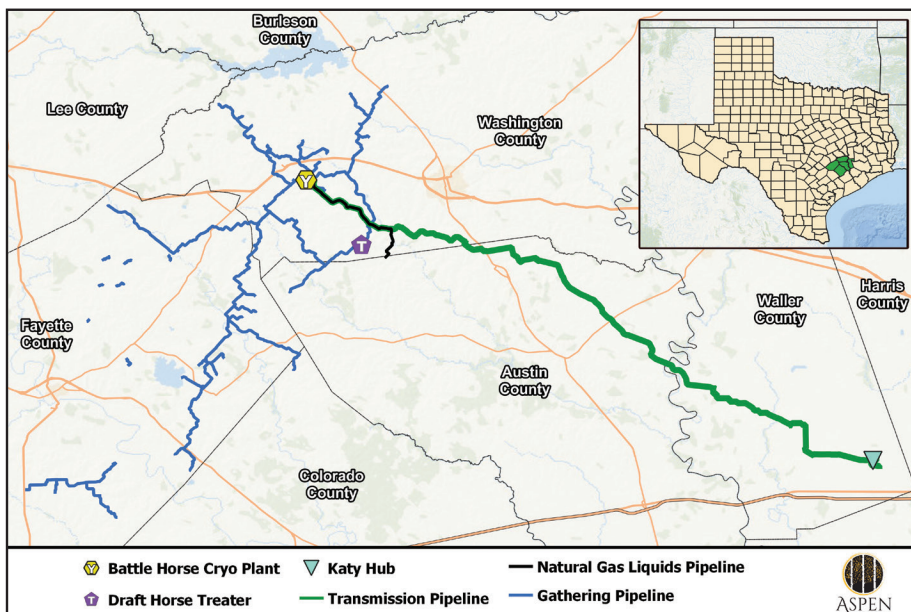 Burleson
County
Lee County
Washington
County
Y
T
Waller
County
Harris
County
Fayette
County
Austin
County
Colorado
County
Y Battle Horse Cryo Plant
Katy Hub
Natural Gas Liquids Pipeline
T Draft Horse Treater
Transmission Pipeline
Gathering Pipeline
ASPEN